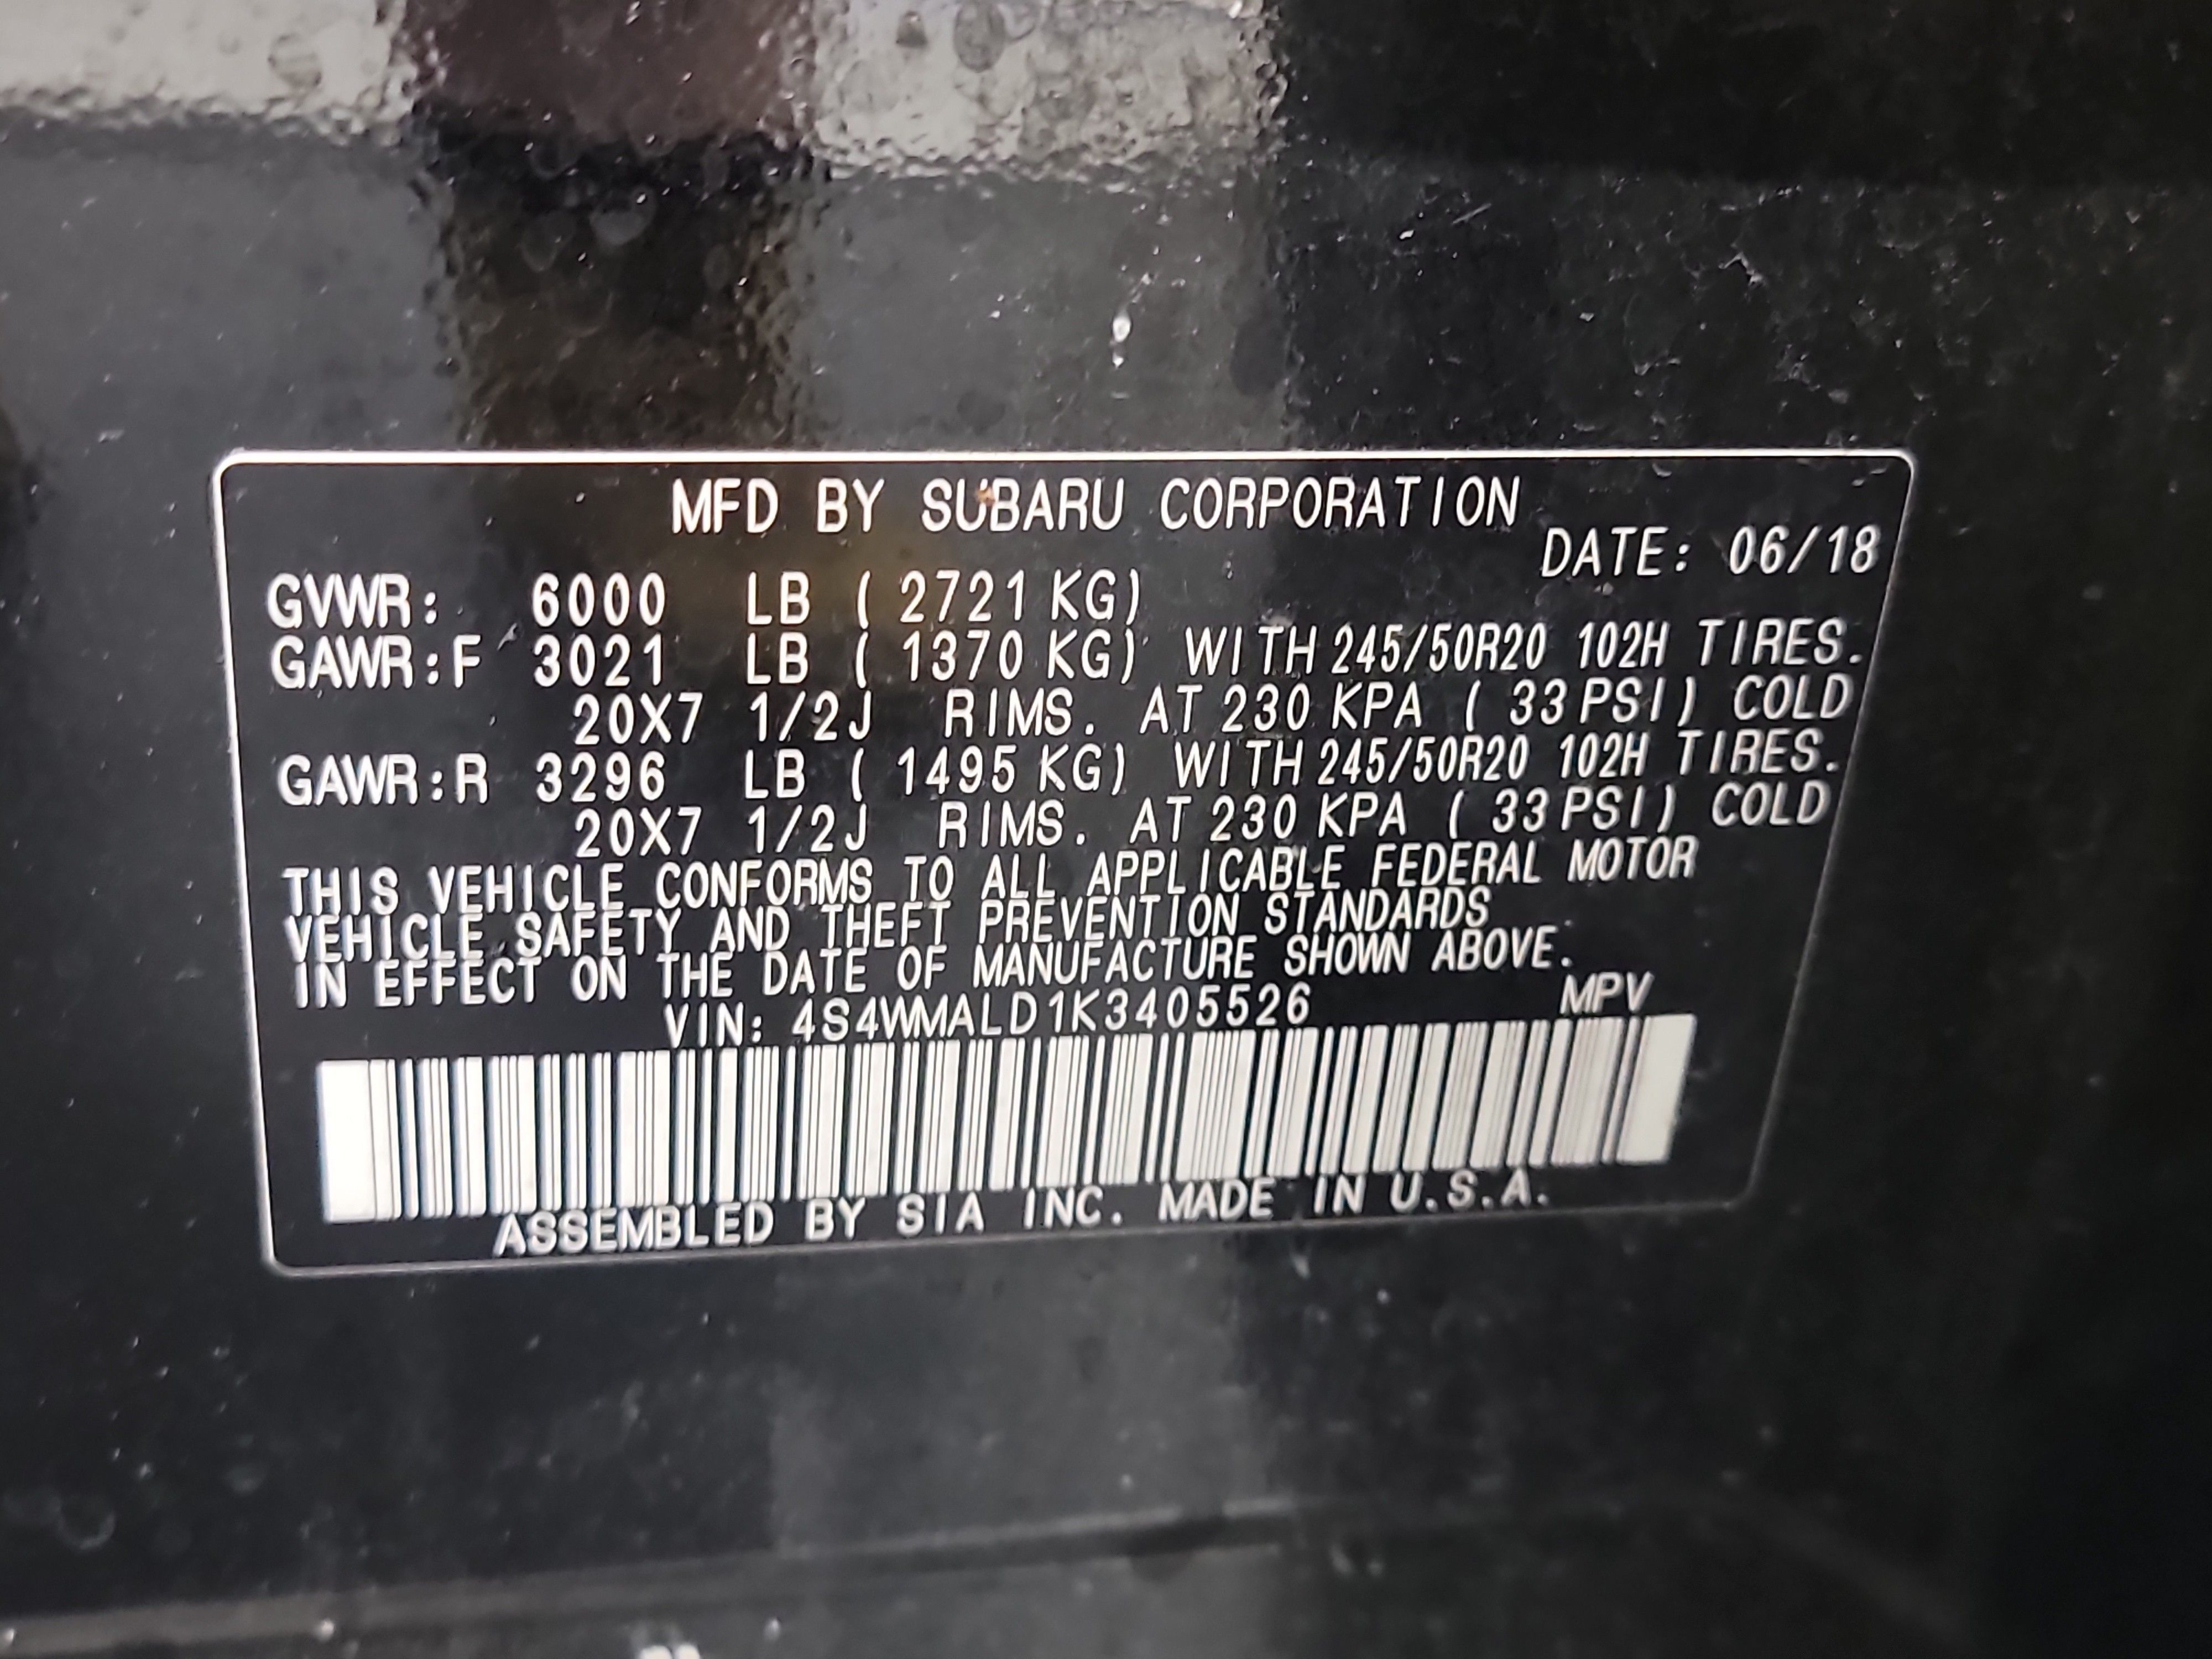 MFD BY SUBARU CORPORATION
DATE: 06/18
GVWR: 6000 LB ( 2721 KG)
GAWR:F 3021 LB ( 1370 KG) WITH 245/50R20 102H TIRES.
20X7 1/2J RIMS. AT 230 KPA ( 33 PSI) COLD
GAWR:R 3296 LB ( 1495 KG) WITH 245/50R20 102H TIRES.
20X7 1/2J RIMS. AT 230 KPA ( 33 PSI) COLD
THIS VEHICLE CONFORMS TO ALL APPLICABLE FEDERAL MOTOR
VEHICLE SAFETY AND THEFT PREVENTION STANDARDS
IN EFFECT ON THE DATE OF MANUFACTURE SHOWN ABOVE.
VIN: 4S4WMALD1K3405526 MPV
ASSEMBLED BY SIA INC. MADE IN U.S.A.